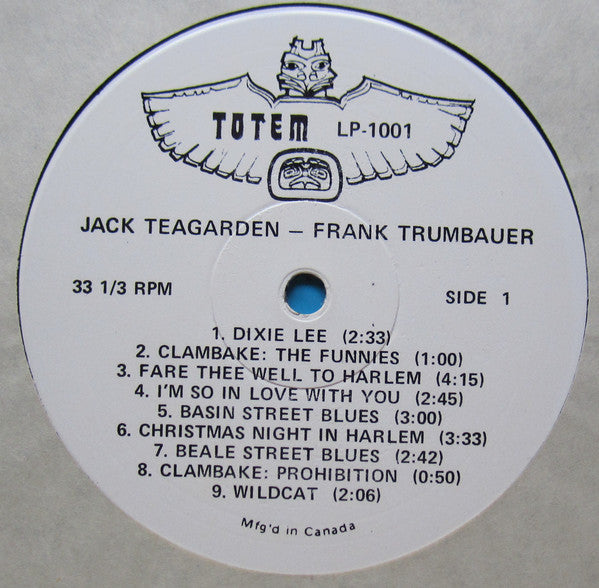 TOTEM LP-1001
JACK TEAGARDEN – FRANK TRUMBAUER
33 1/3 RPM SIDE 1
1. DIXIE LEE (2:33)
2. CLAMBAKE: THE FUNNIES (1:00)
3. FARE THEE WELL TO HARLEM (4:15)
4. I'M SO IN LOVE WITH YOU (2:45)
5. BASIN STREET BLUES (3:00)
6. CHRISTMAS NIGHT IN HARLEM (3:33)
7. BEALE STREET BLUES (2:42)
8. CLAMBAKE: PROHIBITION (0:50)
9. WILDCAT (2:06)
Mfg'd in Canada